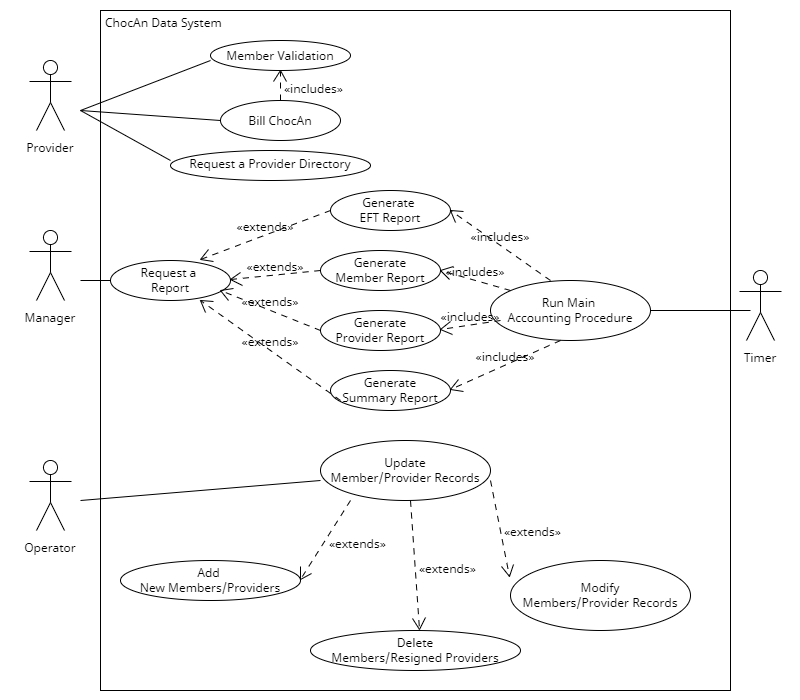 ChocAn Data System
Member Validation
«includes»
Bill ChocAn
Provider
Request a Provider Directory
Generate
EFT Report
«extends»
«includes»
Request a
Report
«extends»
Generate
Member Report
«includes»
Manager
«extends»
Generate
Provider Report
«includes»
Run Main
Accounting Procedure
«extends»
Generate
Summary Report
«includes»
Timer
Update
Member/Provider Records
Operator
«extends»
«extends»
«extends»
Add
New Members/Providers
Modify
Members/Provider Records
Delete
Members/Resigned Providers